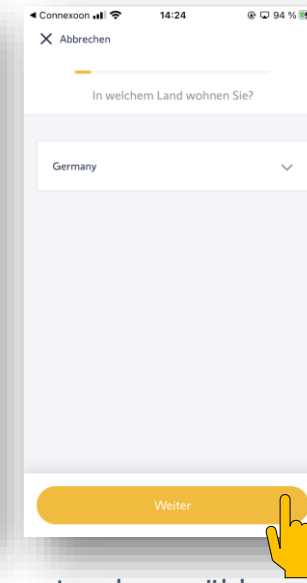 ◀ Connexoon 14:24 94 %
Abbrechen
In welchem Land wohnen Sie?
Germany
Weiter